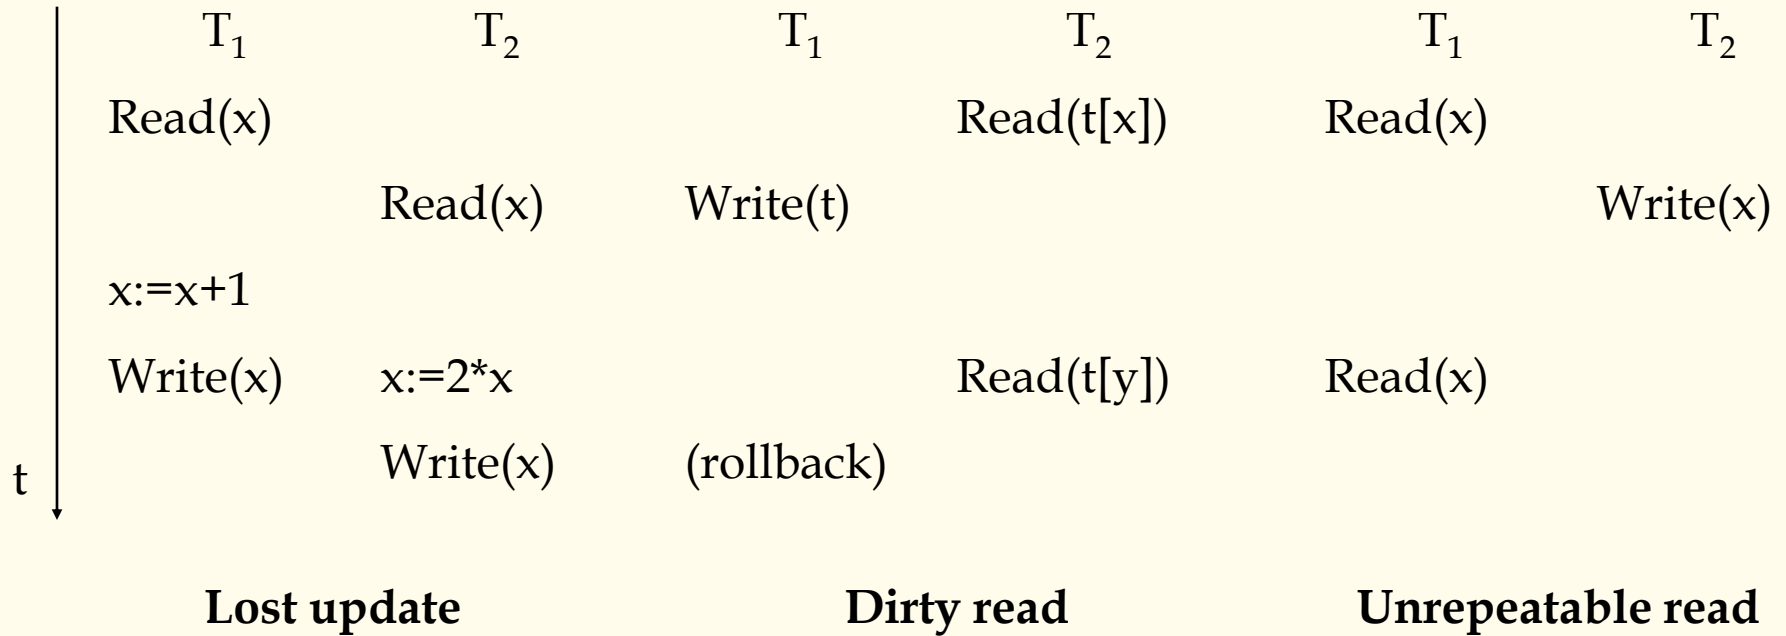 T₁ T₂ T₁ T₂ T₁ T₂
Read(x) Read(t[x]) Read(x)
Read(x) Write(t) Write(x)
x:=x+1
Write(x) x:=2*x Read(t[y]) Read(x)
Write(x) (rollback)
t
Lost update Dirty read Unrepeatable read